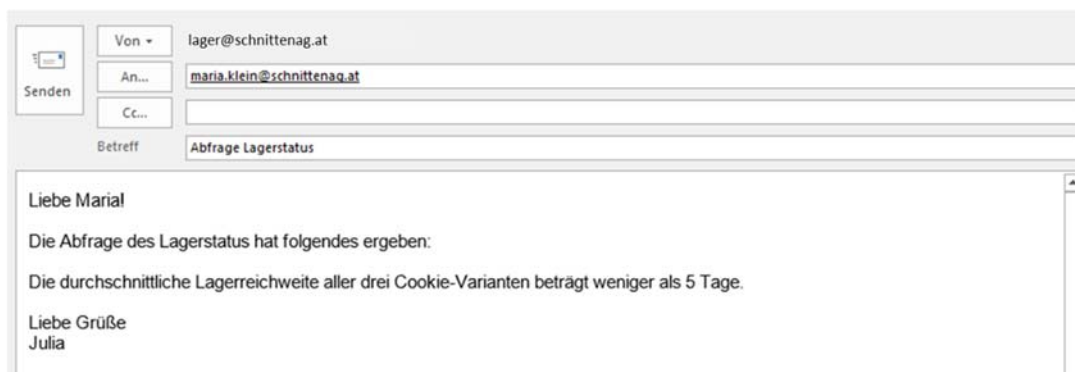 Von
lager@schnittenag.at
Senden
An...
maria.klein@schnittenag.at
Cc...
Betreff
Abfrage Lagerstatus
Liebe Maria!
Die Abfrage des Lagerstatus hat folgendes ergeben:
Die durchschnittliche Lagerreichweite aller drei Cookie-Varianten beträgt weniger als 5 Tage.
Liebe Grüße
Julia